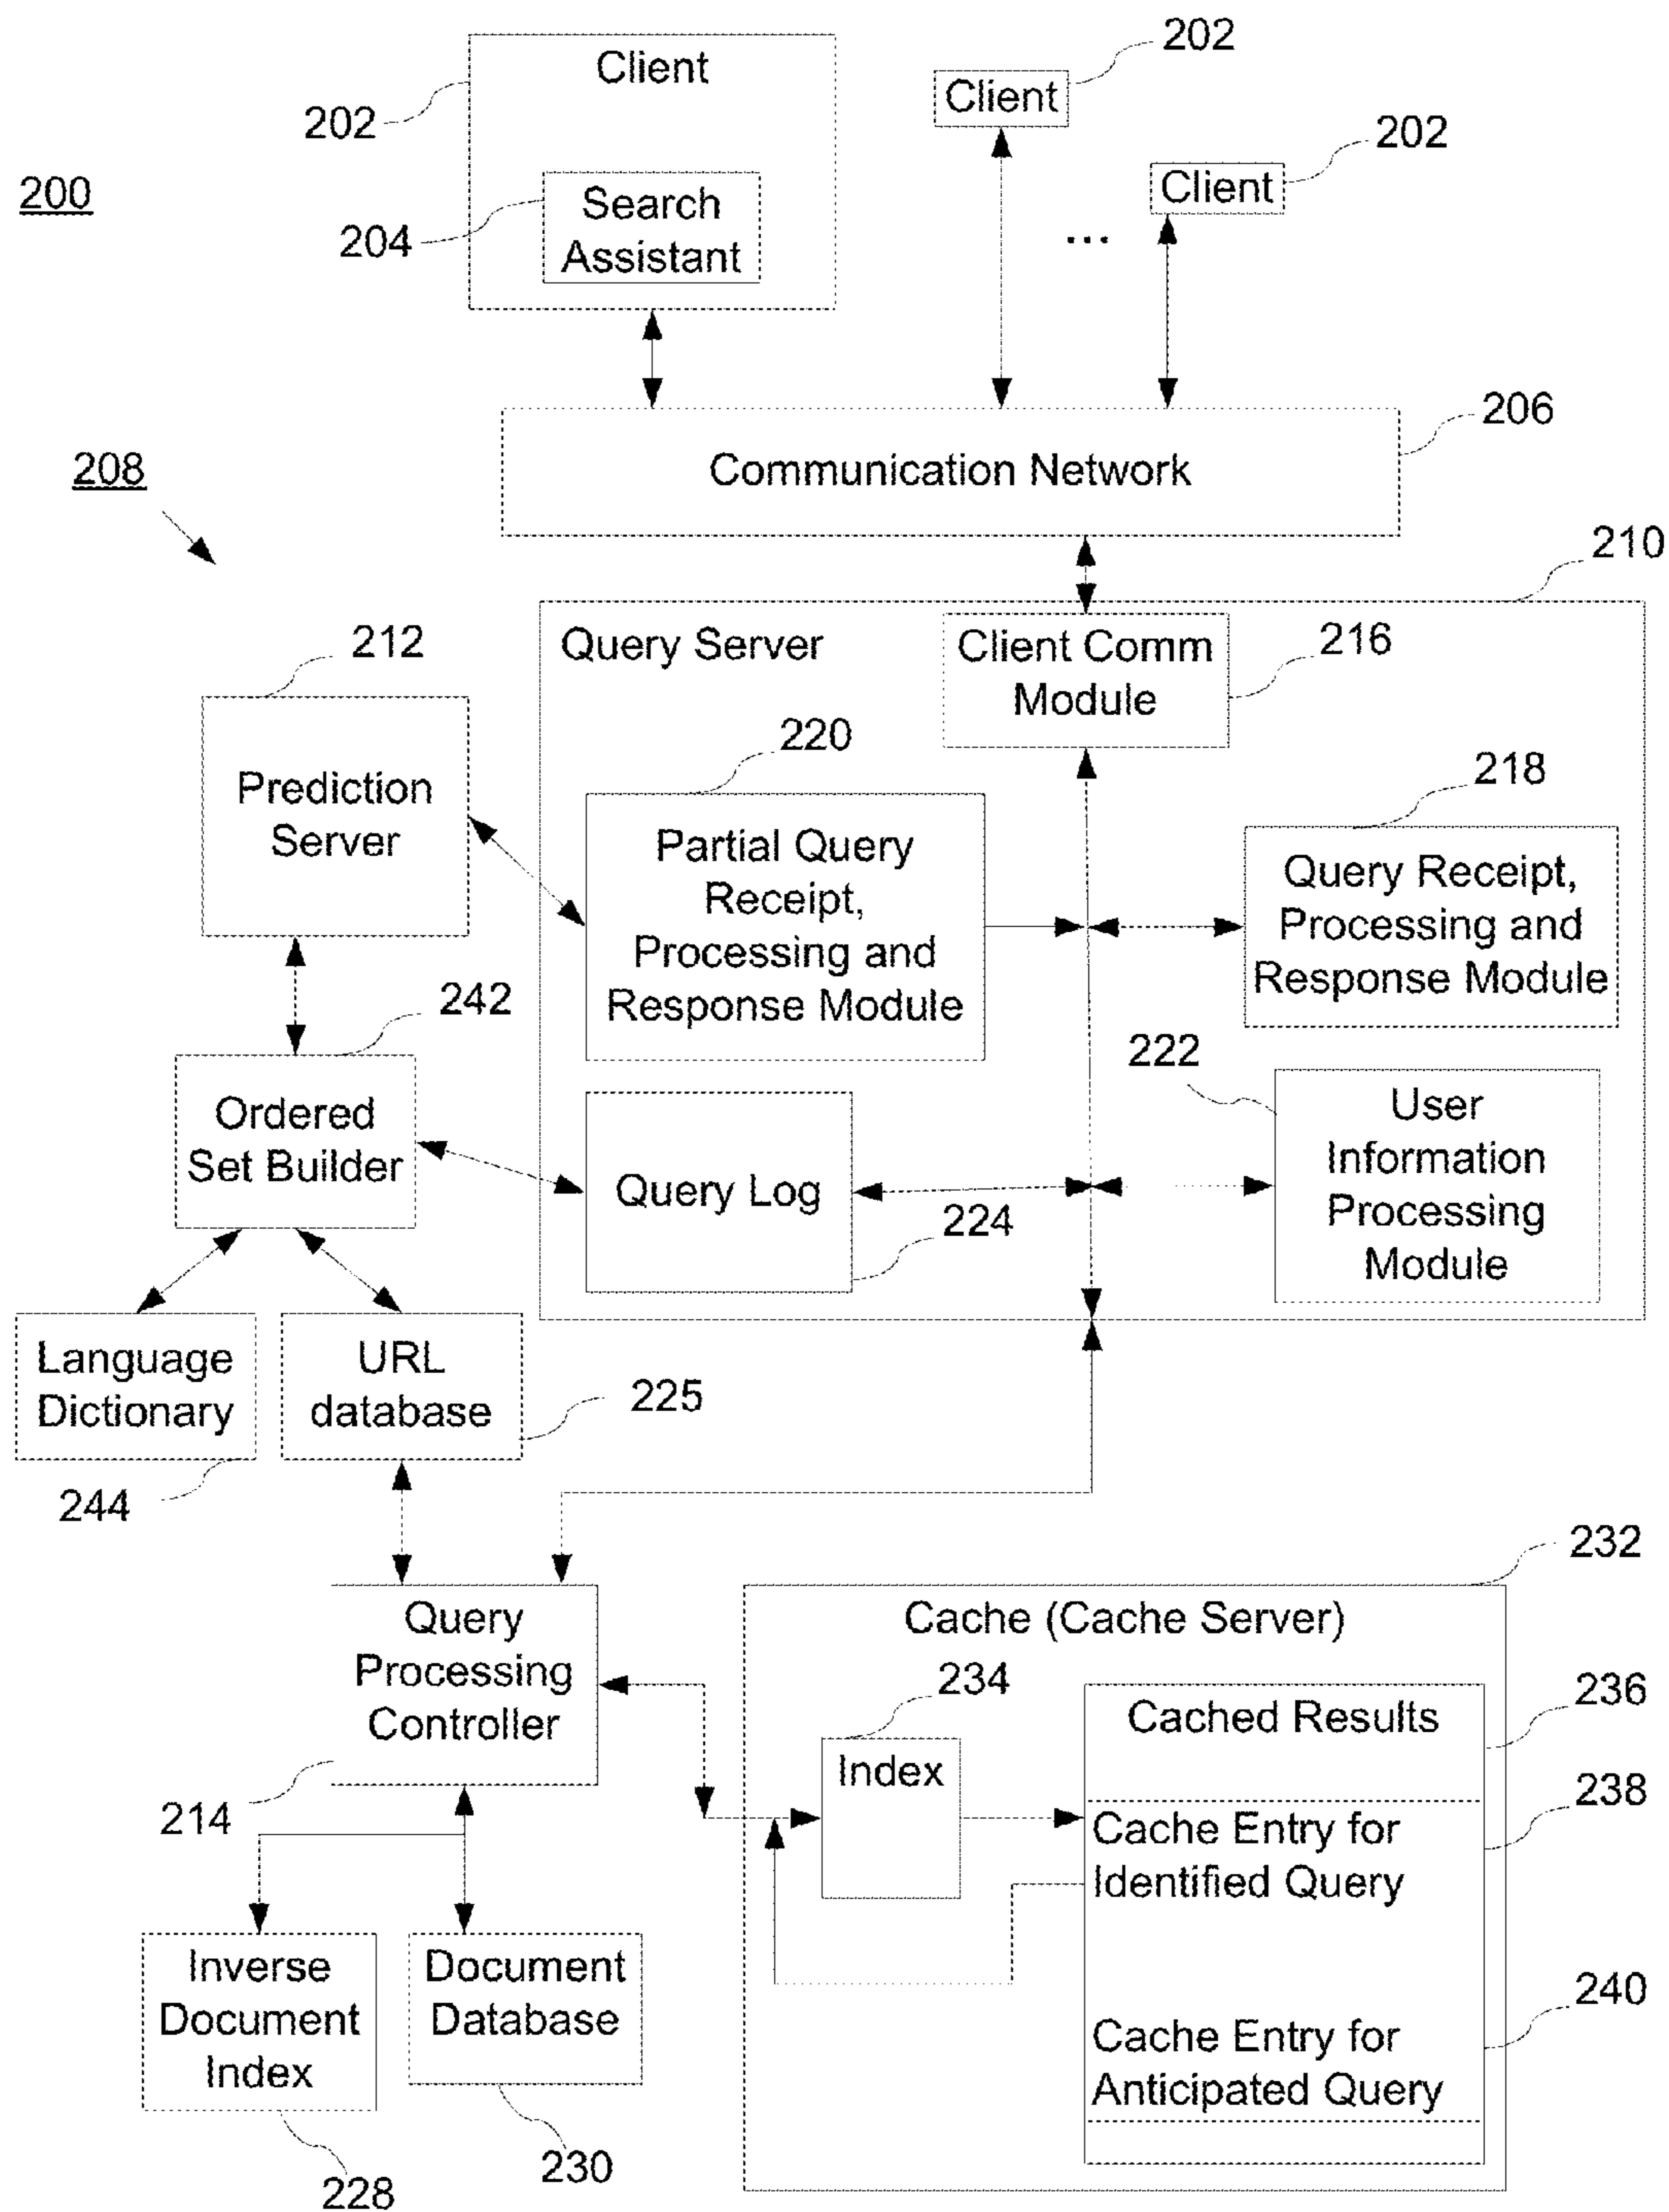 200
Client
202
Search
Assistant
204
Client
202
Client
202
...
Communication Network
206
208
210
Query Server
Client Comm
Module
216
212
Prediction
Server
220
Partial Query
Receipt,
Processing and
Response Module
218
Query Receipt,
Processing and
Response Module
242
Ordered
Set Builder
Query Log
224
222
User
Information
Processing
Module
Language
Dictionary
244
URL
database
225
Query
Processing
Controller
214
232
Cache (Cache Server)
234
Index
Cached Results
236
Cache Entry for
Identified Query
238
Cache Entry for
Anticipated Query
240
Inverse
Document
Index
228
Document
Database
230